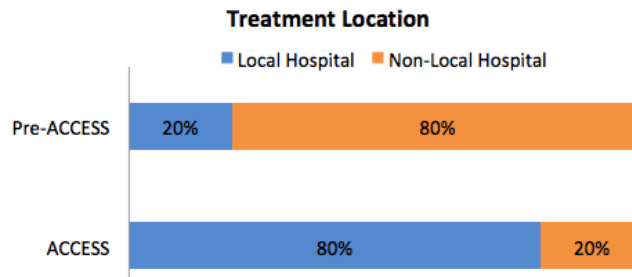 Treatment Location
Local Hospital Non-Local Hospital
Pre-ACCESS 20% 80%
ACCESS 80% 20%